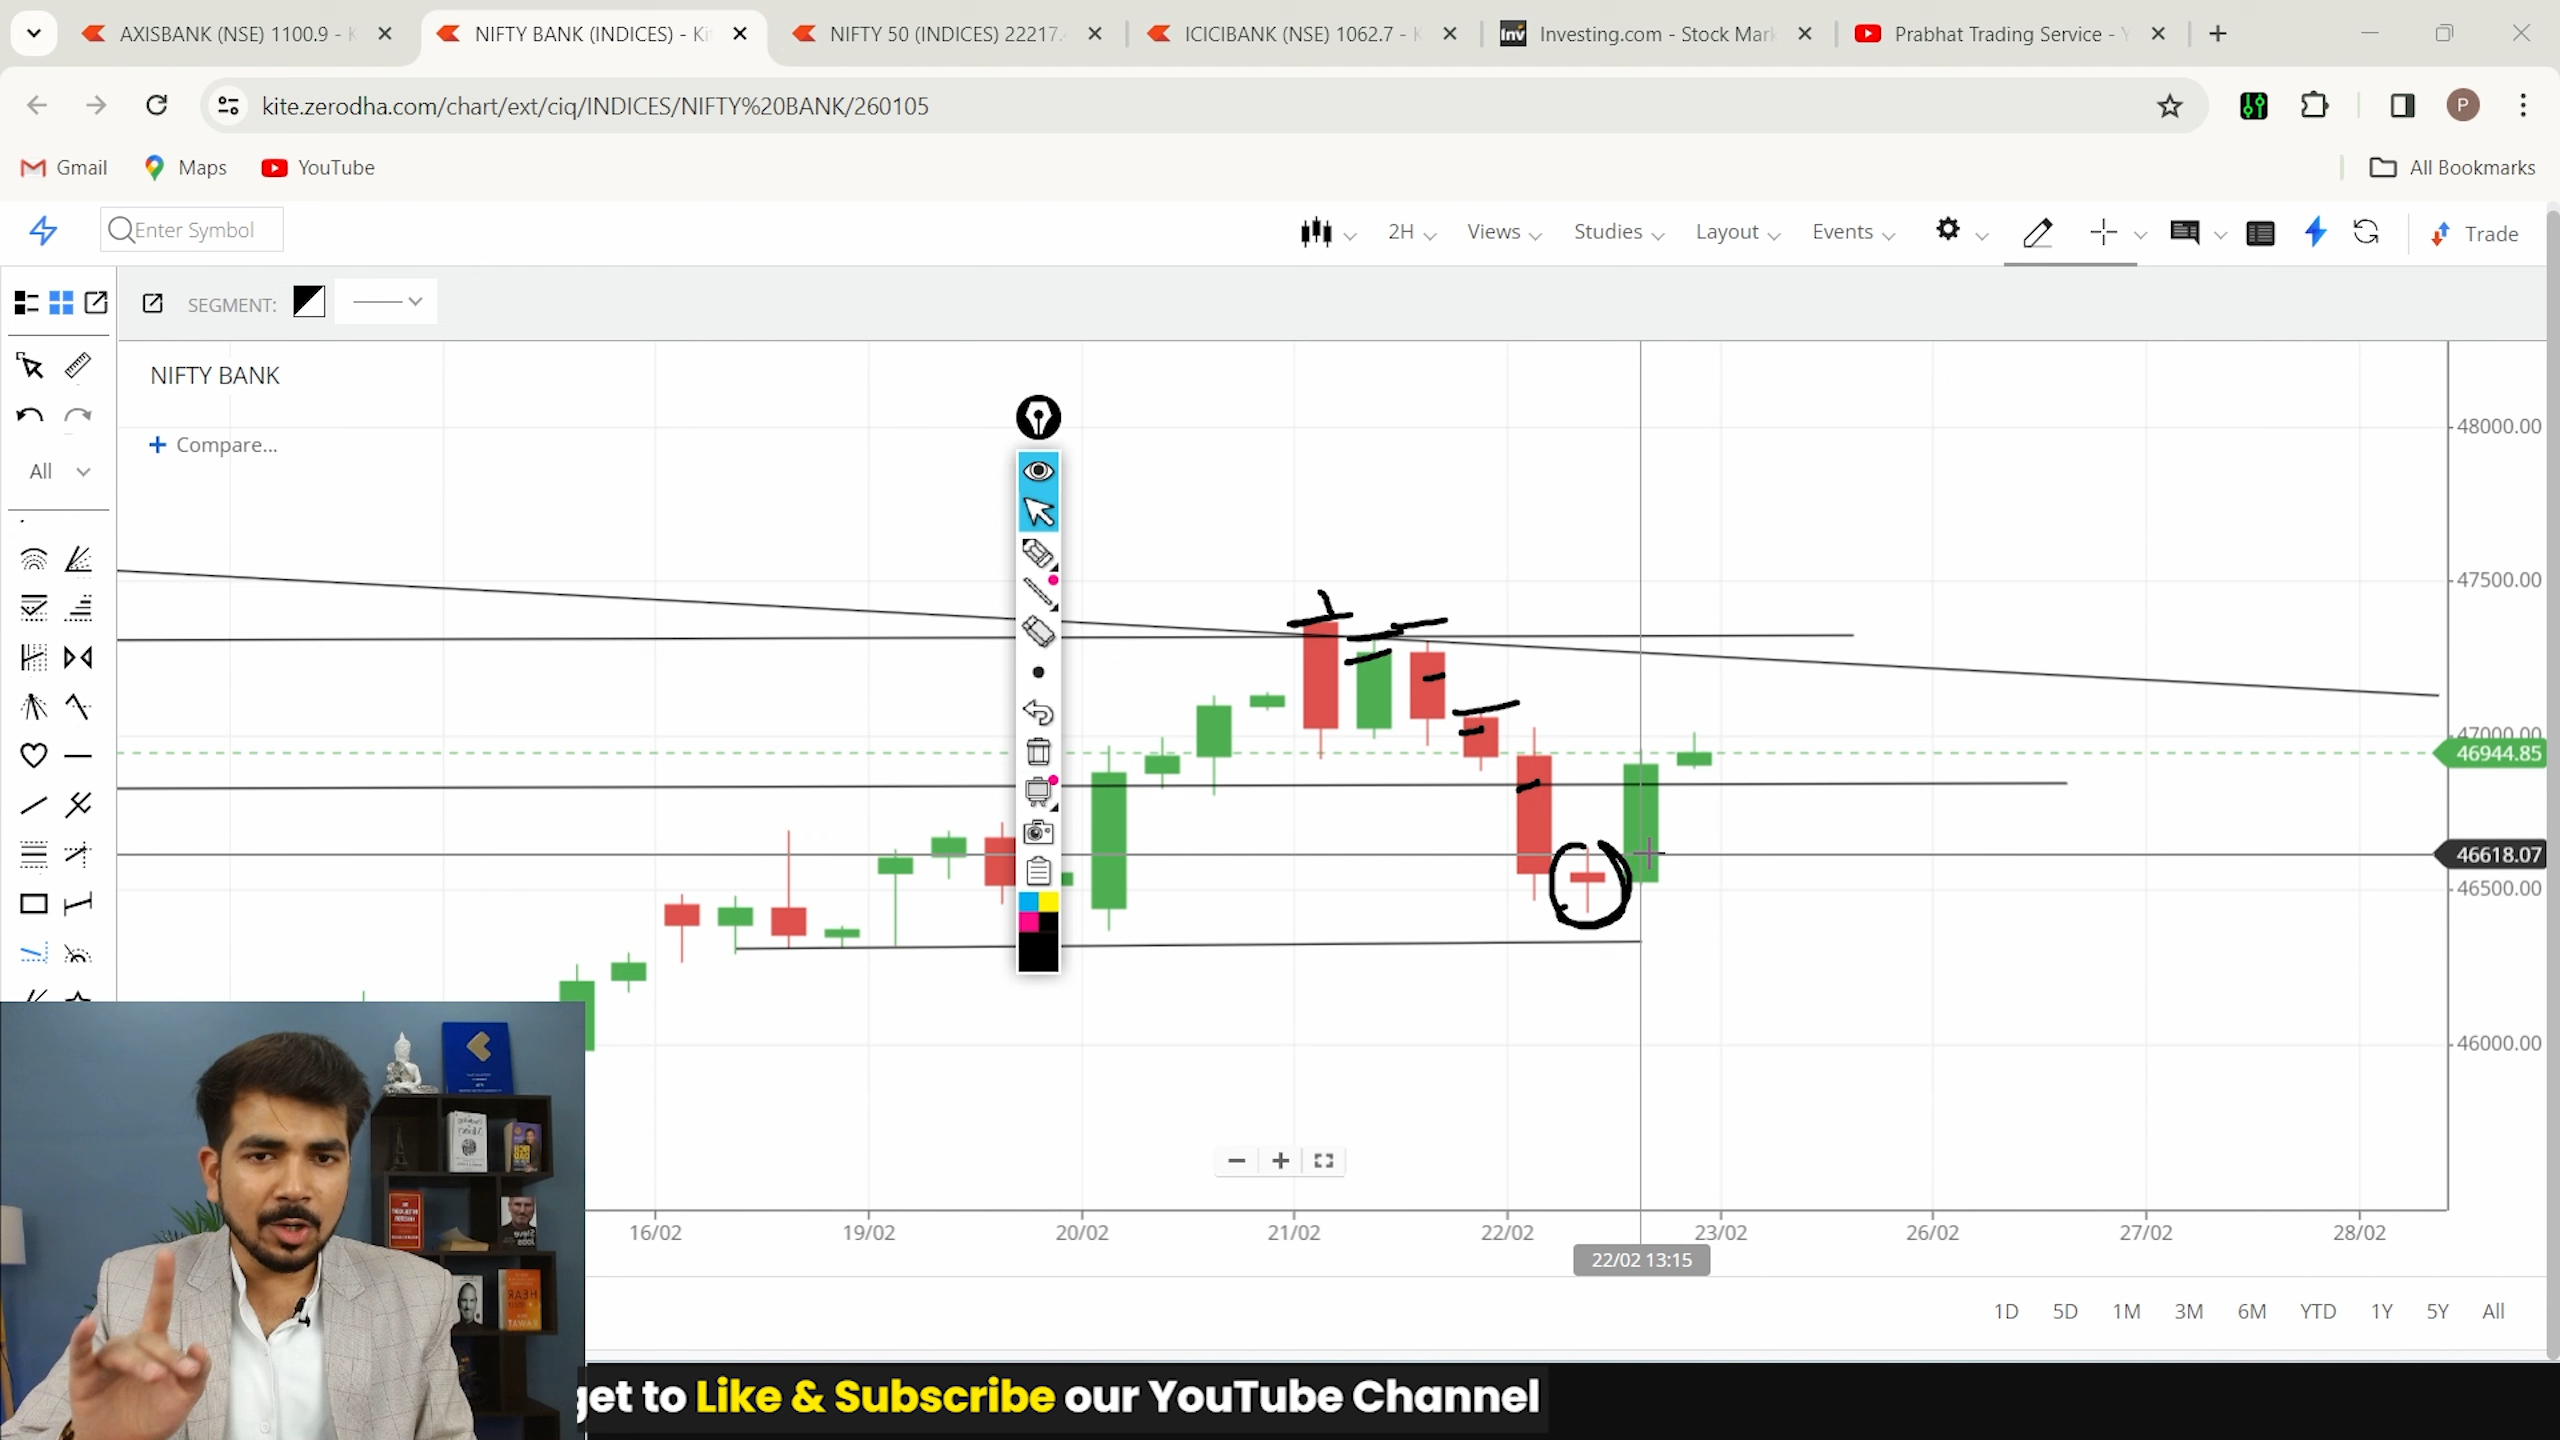 AXISBANK (NSE) 1100.9 - K
NIFTY BANK (INDICES) - Ki
NIFTY 50 (INDICES) 22217.
ICICIBANK (NSE) 1062.7 - K
Investing.com - Stock Mar
Prabhat Trading Service - Y
kite.zerodha.com/chart/ext/ciq/INDICES/NIFTY%20BANK/260105
P
Gmail
Maps
YouTube
All Bookmarks
Enter Symbol
2H
Views
Studies
Layout
Events
Trade
SEGMENT:
NIFTY BANK
+ Compare...
All
48000.00
47500.00
47000.00
46944.85
46618.07
46500.00
46000.00
16/02
19/02
20/02
21/02
22/02
23/02
26/02
27/02
28/02
22/02 13:15
1D
5D
1M
3M
6M
YTD
1Y
5Y
All
get to Like & Subscribe our YouTube Channel